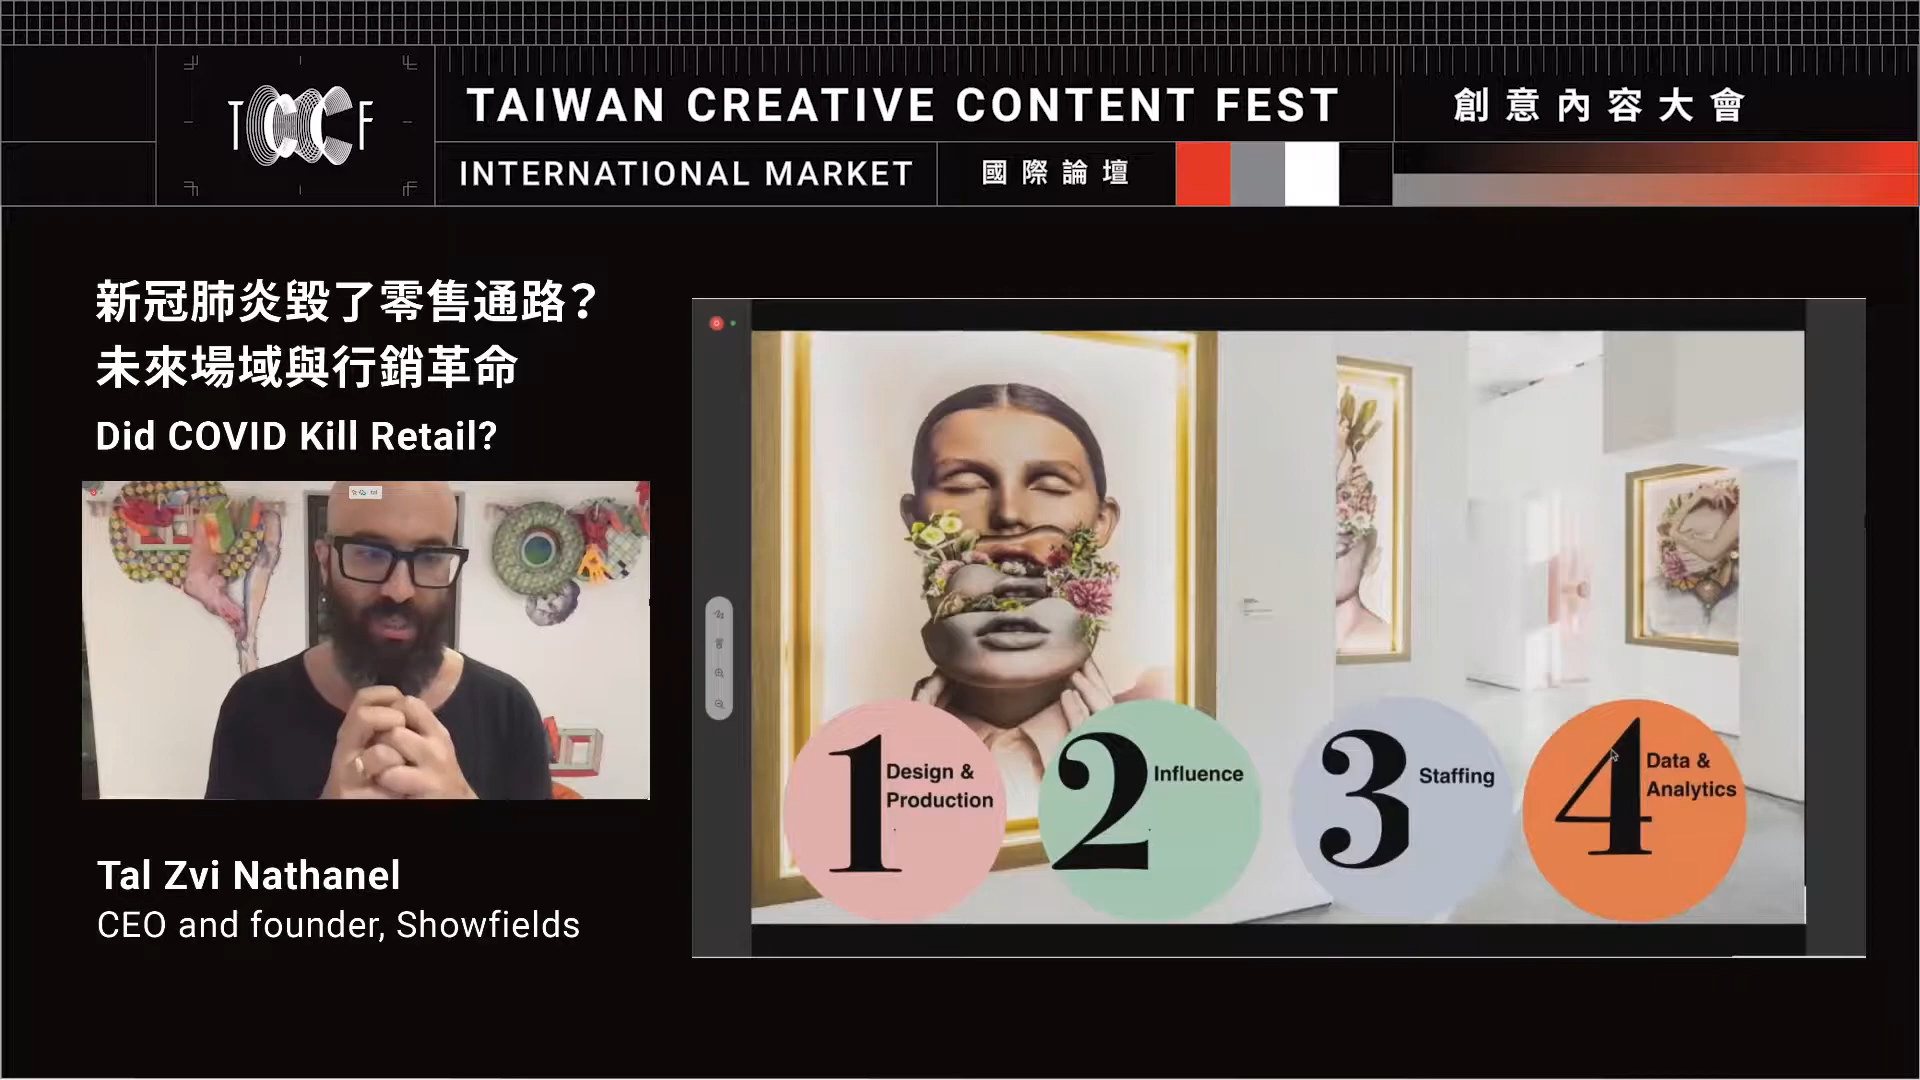 TCCF
TAIWAN CREATIVE CONTENT FEST
創意內容大會
INTERNATIONAL MARKET
國際論壇
新冠肺炎毀了零售通路？
未來場域與行銷革命
Did COVID Kill Retail?
Tal Zvi Nathanel
CEO and founder, Showfields
1
Design &
Production
2
Influence
3
Staffing
4
Data &
Analytics